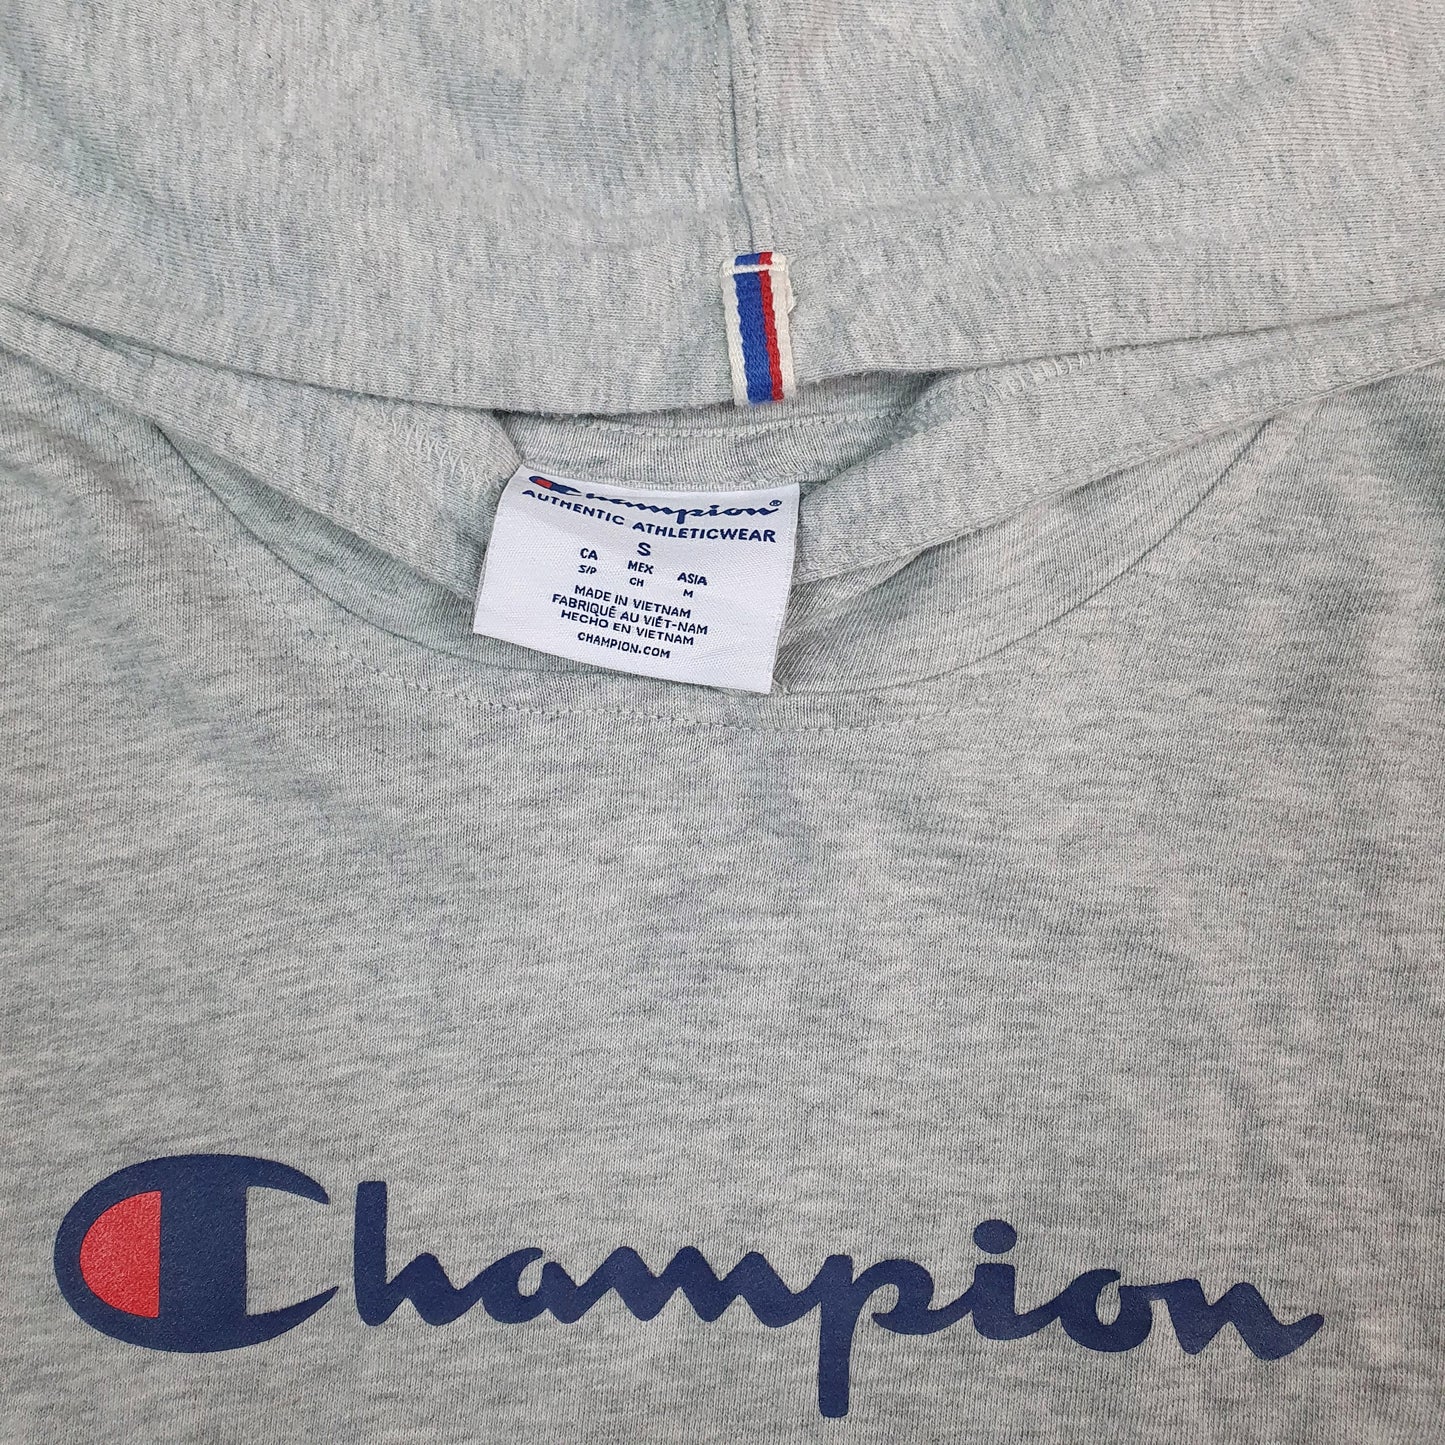 Champion®
AUTHENTIC ATHLETICWEAR
S
CA MEX ASIA
S/P CH M
MADE IN VIETNAM
FABRIQUÉ AU VIÊT-NAM
HECHO EN VIETNAM
CHAMPION.COM
Champion